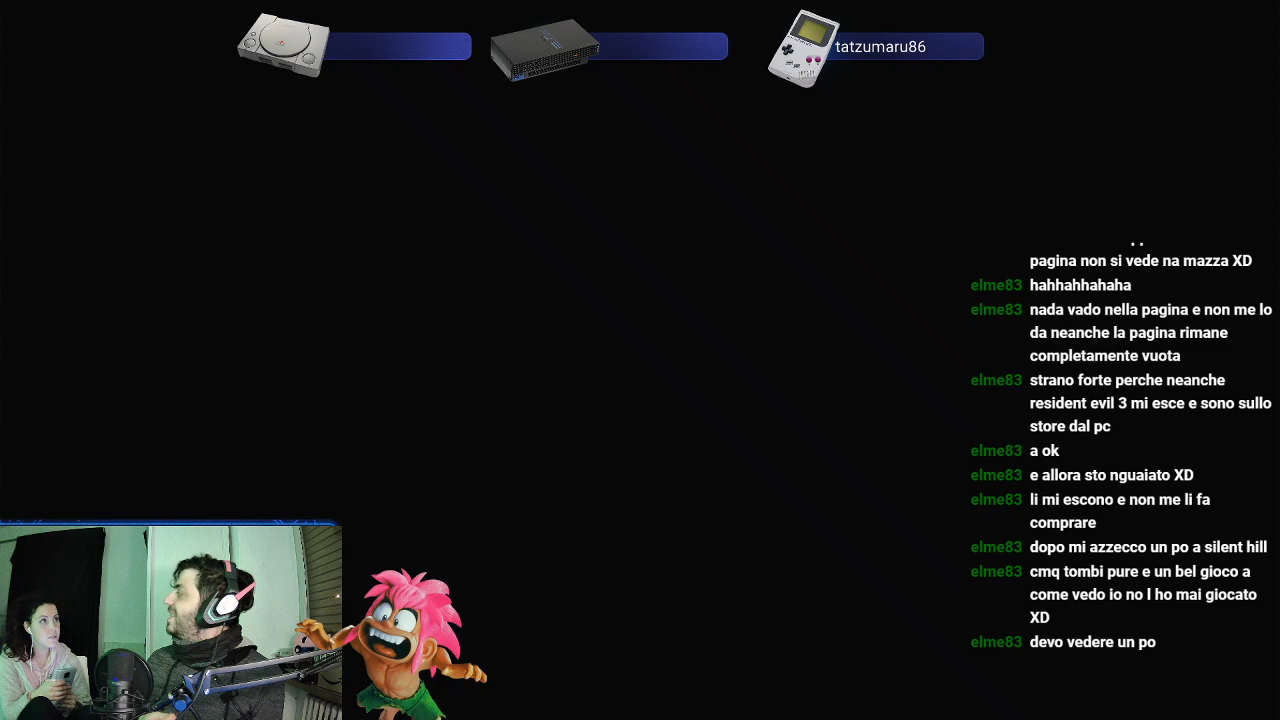 tatzumaru86
pagina non si vede na mazza XD
elme83 hahhahhahaha
elme83 nada vado nella pagina e non me lo
da neanche la pagina rimane
completamente vuota
elme83 strano forte perche neanche
resident evil 3 mi esce e sono sullo
store dal pc
elme83 a ok
elme83 e allora sto nguaiato XD
elme83 li mi escono e non me li fa
comprare
elme83 dopo mi azzecco un po a silent hill
elme83 cmq tombi pure e un bel gioco a
come vedo io no l ho mai giocato
XD
elme83 devo vedere un po